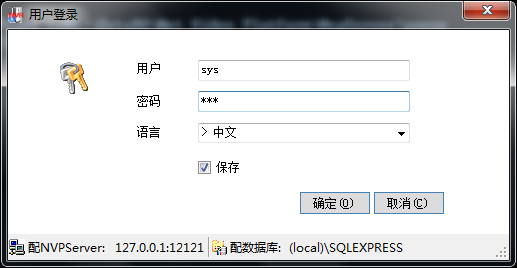 用户登录
用户 sys
密码 ***
语言 > 中文
保存
确定(O) 取消(C)
配NVPServer: 127.0.0.1:12121 配数据库: (local)\SQLEXPRESS